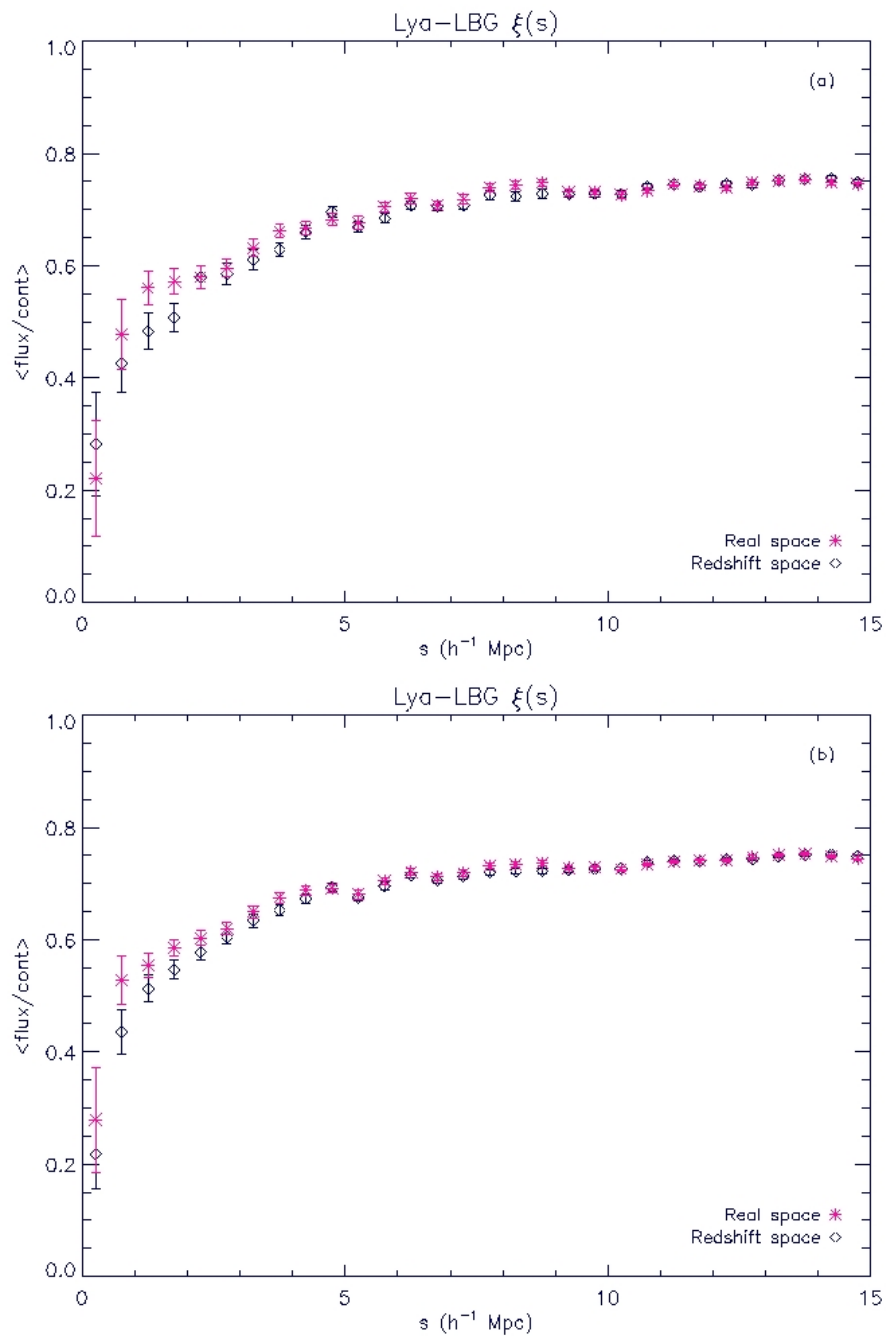 Lya-LBG ξ(s)
(a)
1.0
0.8
0.6
0.4
0.2
0.0
<flux/cont>
Real space
Redshift space
0 5 10 15
s (h⁻¹ Mpc)
Lya-LBG ξ(s)
(b)
1.0
0.8
0.6
0.4
0.2
0.0
<flux/cont>
Real space
Redshift space
0 5 10 15
s (h⁻¹ Mpc)